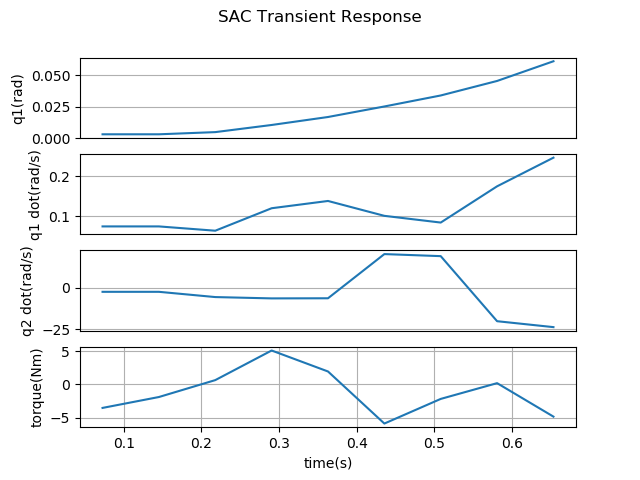 SAC Transient Response
0.050
0.025
0.000
q1(rad)
0.2
0.1
q1 dot(rad/s)
0
−25
q2 dot(rad/s)
5
0
−5
torque(Nm)
0.1 0.2 0.3 0.4 0.5 0.6
time(s)